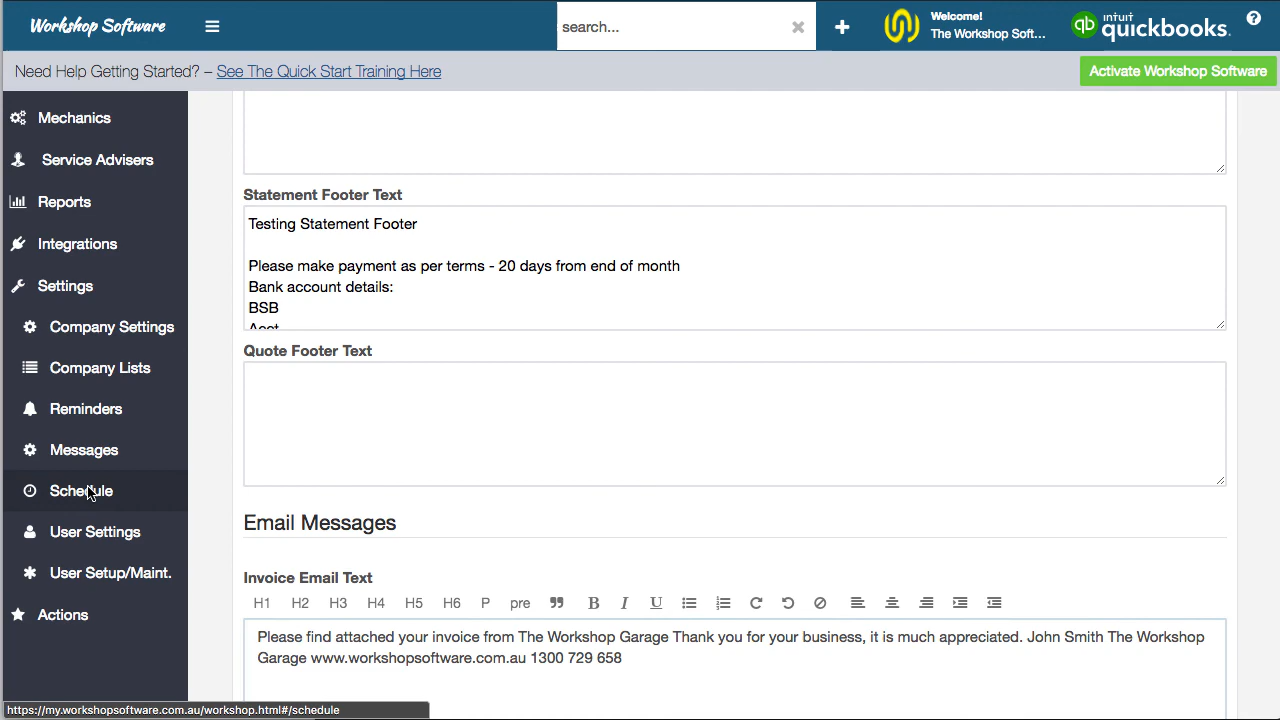 Workshop Software
search...
Welcome!
The Workshop Soft...
qb
intuit
quickbooks.
Need Help Getting Started? – See The Quick Start Training Here
Activate Workshop Software
Mechanics
Service Advisers
Reports
Integrations
Settings
Company Settings
Company Lists
Reminders
Messages
Schedule
User Settings
User Setup/Maint.
Actions
Statement Footer Text
Testing Statement Footer
Please make payment as per terms - 20 days from end of month
Bank account details:
BSB
Acct
Quote Footer Text
Email Messages
Invoice Email Text
H1 H2 H3 H4 H5 H6 P pre B I U
Please find attached your invoice from The Workshop Garage Thank you for your business, it is much appreciated. John Smith The Workshop
Garage www.workshopsoftware.com.au 1300 729 658
https://my.workshopsoftware.com.au/workshop.html#/schedule